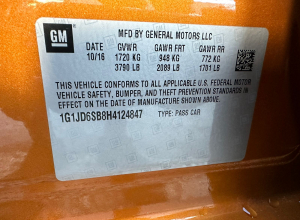 GM
MFD BY GENERAL MOTORS LLC
DATE GVWR GAWR FRT GAWR RR
10/16 1720 KG 948 KG 772 KG
3790 LB 2089 LB 1701 LB
THIS VEHICLE CONFORMS TO ALL APPLICABLE U.S. FEDERAL MOTOR
VEHICLE SAFETY, BUMPER, AND THEFT PREVENTION STANDARDS IN
EFFECT ON THE DATE OF MANUFACTURE SHOWN ABOVE.
1G1JD6SB8H4124847 TYPE: PASS CAR